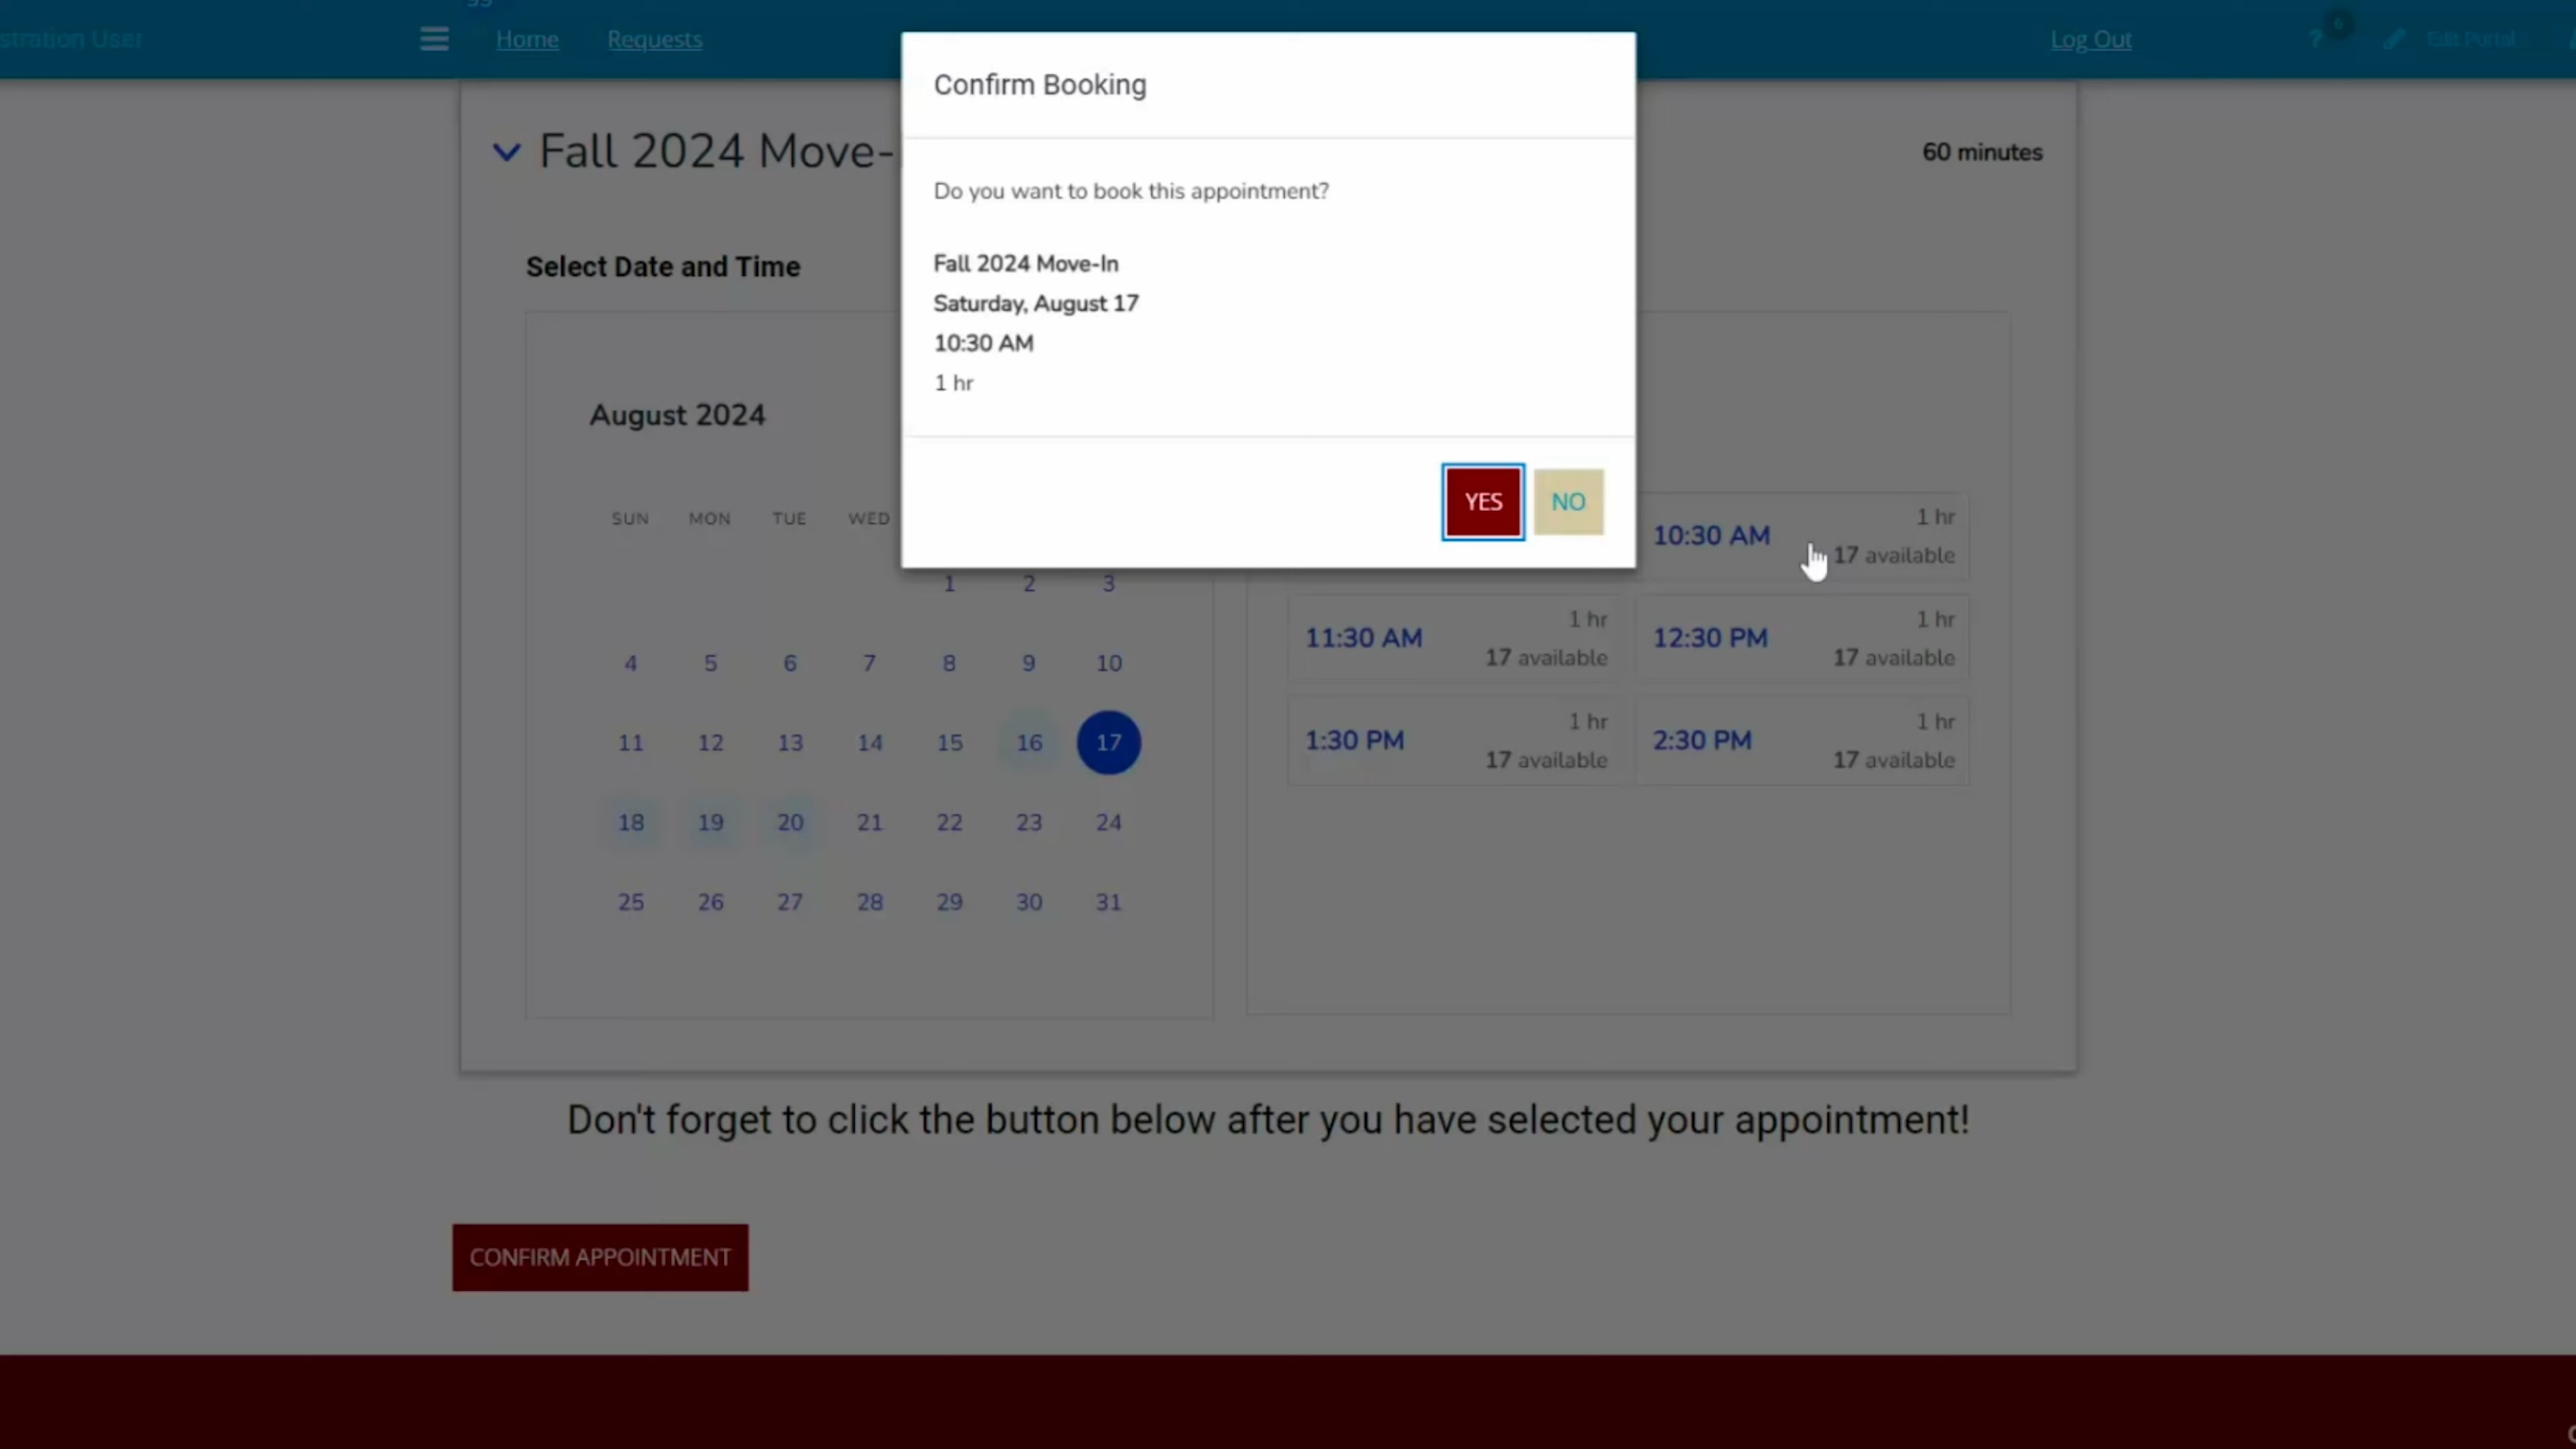 stration User
Home
Requests
Log Out
?
6
Edit Portal
Confirm Booking
Do you want to book this appointment?
Fall 2024 Move-In
Saturday, August 17
10:30 AM
1 hr
YES
NO
Fall 2024 Move-
60 minutes
Select Date and Time
August 2024
SUN MON TUE WED
1 2 3
4 5 6 7 8 9 10
11 12 13 14 15 16 17
18 19 20 21 22 23 24
25 26 27 28 29 30 31
10:30 AM 1 hr
17 available
11:30 AM 1 hr
17 available
12:30 PM 1 hr
17 available
1:30 PM 1 hr
17 available
2:30 PM 1 hr
17 available
Don't forget to click the button below after you have selected your appointment!
CONFIRM APPOINTMENT